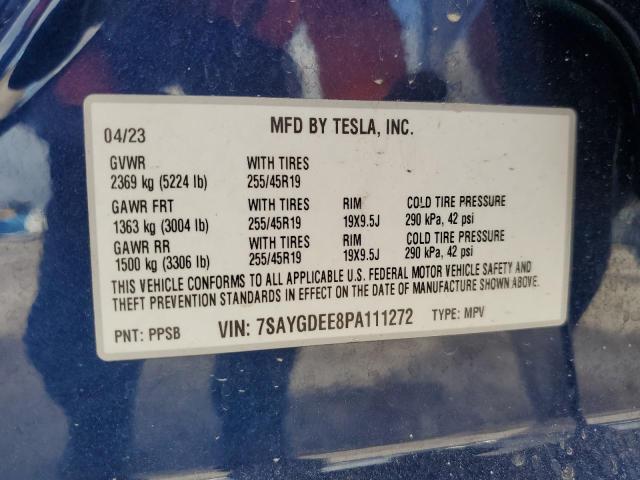 04/23 MFD BY TESLA, INC.
GVWR WITH TIRES
2369 kg (5224 lb) 255/45R19
GAWR FRT WITH TIRES RIM COLD TIRE PRESSURE
1363 kg (3004 lb) 255/45R19 19X9.5J 290 kPa, 42 psi
GAWR RR WITH TIRES RIM COLD TIRE PRESSURE
1500 kg (3306 lb) 255/45R19 19X9.5J 290 kPa, 42 psi
THIS VEHICLE CONFORMS TO ALL APPLICABLE U.S. FEDERAL MOTOR VEHICLE SAFETY AND
THEFT PREVENTION STANDARDS IN EFFECT ON THE DATE OF MANUFACTURE SHOWN ABOVE.
PNT: PPSB VIN: 7SAYGDEE8PA111272 TYPE: MPV